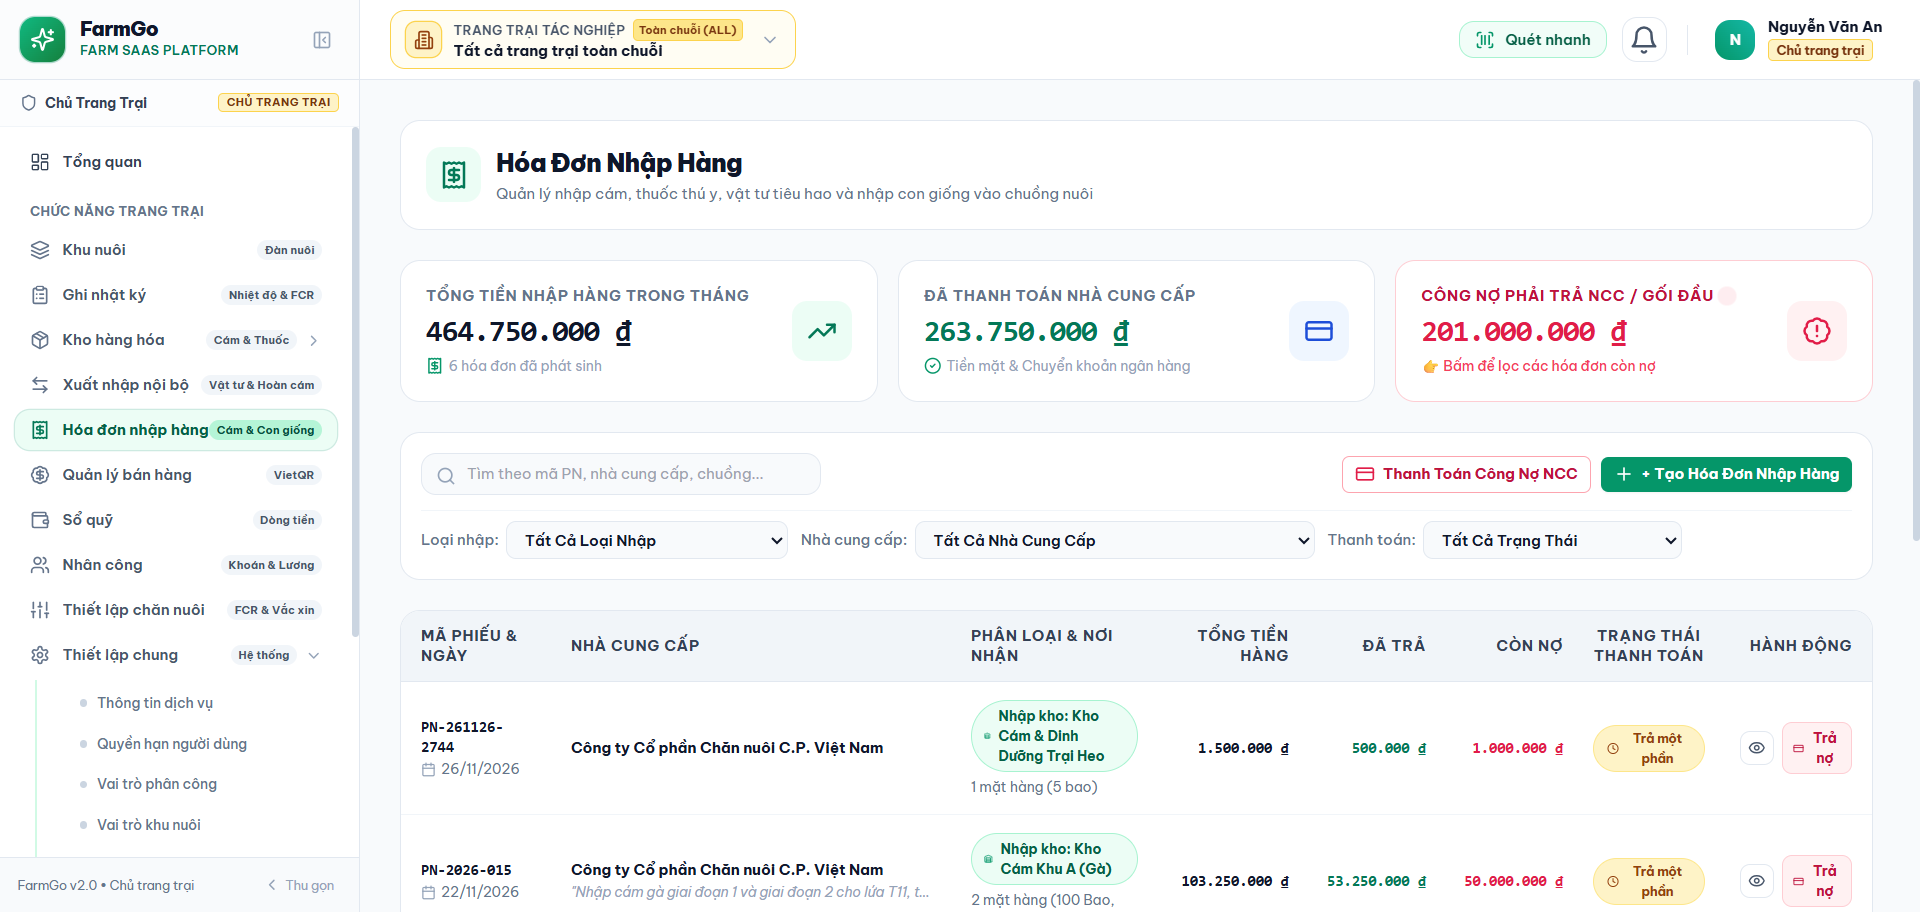 FarmGo
FARM SAAS PLATFORM
TRANG TRẠI TÁC NGHIỆP Toàn chuỗi (ALL)
Tất cả trang trại toàn chuỗi
Quét nhanh
N
Nguyễn Văn An
Chủ trang trại
Chủ Trang Trại CHỦ TRANG TRẠI
Tổng quan
CHỨC NĂNG TRANG TRẠI
Khu nuôi Đàn nuôi
Ghi nhật ký Nhiệt độ & FCR
Kho hàng hóa Cám & Thuốc
Xuất nhập nội bộ Vật tư & Hoàn cám
Hóa đơn nhập hàng Cám & Con giống
Quản lý bán hàng VietQR
Sổ quỹ Dòng tiền
Nhân công Khoán & Lương
Thiết lập chăn nuôi FCR & Vắc xin
Thiết lập chung Hệ thống
Thông tin dịch vụ
Quyền hạn người dùng
Vai trò phân công
Vai trò khu nuôi
FarmGo v2.0 • Chủ trang trại Thu gọn
Hóa Đơn Nhập Hàng
Quản lý nhập cám, thuốc thú y, vật tư tiêu hao và nhập con giống vào chuồng nuôi
TỔNG TIỀN NHẬP HÀNG TRONG THÁNG
464.750.000 ₫
6 hóa đơn đã phát sinh
ĐÃ THANH TOÁN NHÀ CUNG CẤP
263.750.000 ₫
Tiền mặt & Chuyển khoản ngân hàng
CÔNG NỢ PHẢI TRẢ NCC / GỐI ĐẦU
201.000.000 ₫
👉 Bấm để lọc các hóa đơn còn nợ
Tìm theo mã PN, nhà cung cấp, chuồng...
Thanh Toán Công Nợ NCC
+ Tạo Hóa Đơn Nhập Hàng
Loại nhập: Tất Cả Loại Nhập
Nhà cung cấp: Tất Cả Nhà Cung Cấp
Thanh toán: Tất Cả Trạng Thái
MÃ PHIẾU &
NGÀY
NHÀ CUNG CẤP
PHÂN LOẠI & NƠI
NHẬN
TỔNG TIỀN
HÀNG
ĐÃ TRẢ
CÒN NỢ
TRẠNG THÁI
THANH TOÁN
HÀNH ĐỘNG
PN-261126-
2744
26/11/2026
Công ty Cổ phần Chăn nuôi C.P. Việt Nam
Nhập kho: Kho
Cám & Dinh
Dưỡng Trại Heo
1 mặt hàng (5 bao)
1.500.000 ₫
500.000 ₫
1.000.000 ₫
Trả một
phần
Trả
nợ
PN-2026-015
22/11/2026
Công ty Cổ phần Chăn nuôi C.P. Việt Nam
"Nhập cám gà giai đoạn 1 và giai đoạn 2 cho lứa T11, t...
Nhập kho: Kho
Cám Khu A (Gà)
2 mặt hàng (100 Bao,
103.250.000 ₫
53.250.000 ₫
50.000.000 ₫
Trả một
phần
Trả
nợ